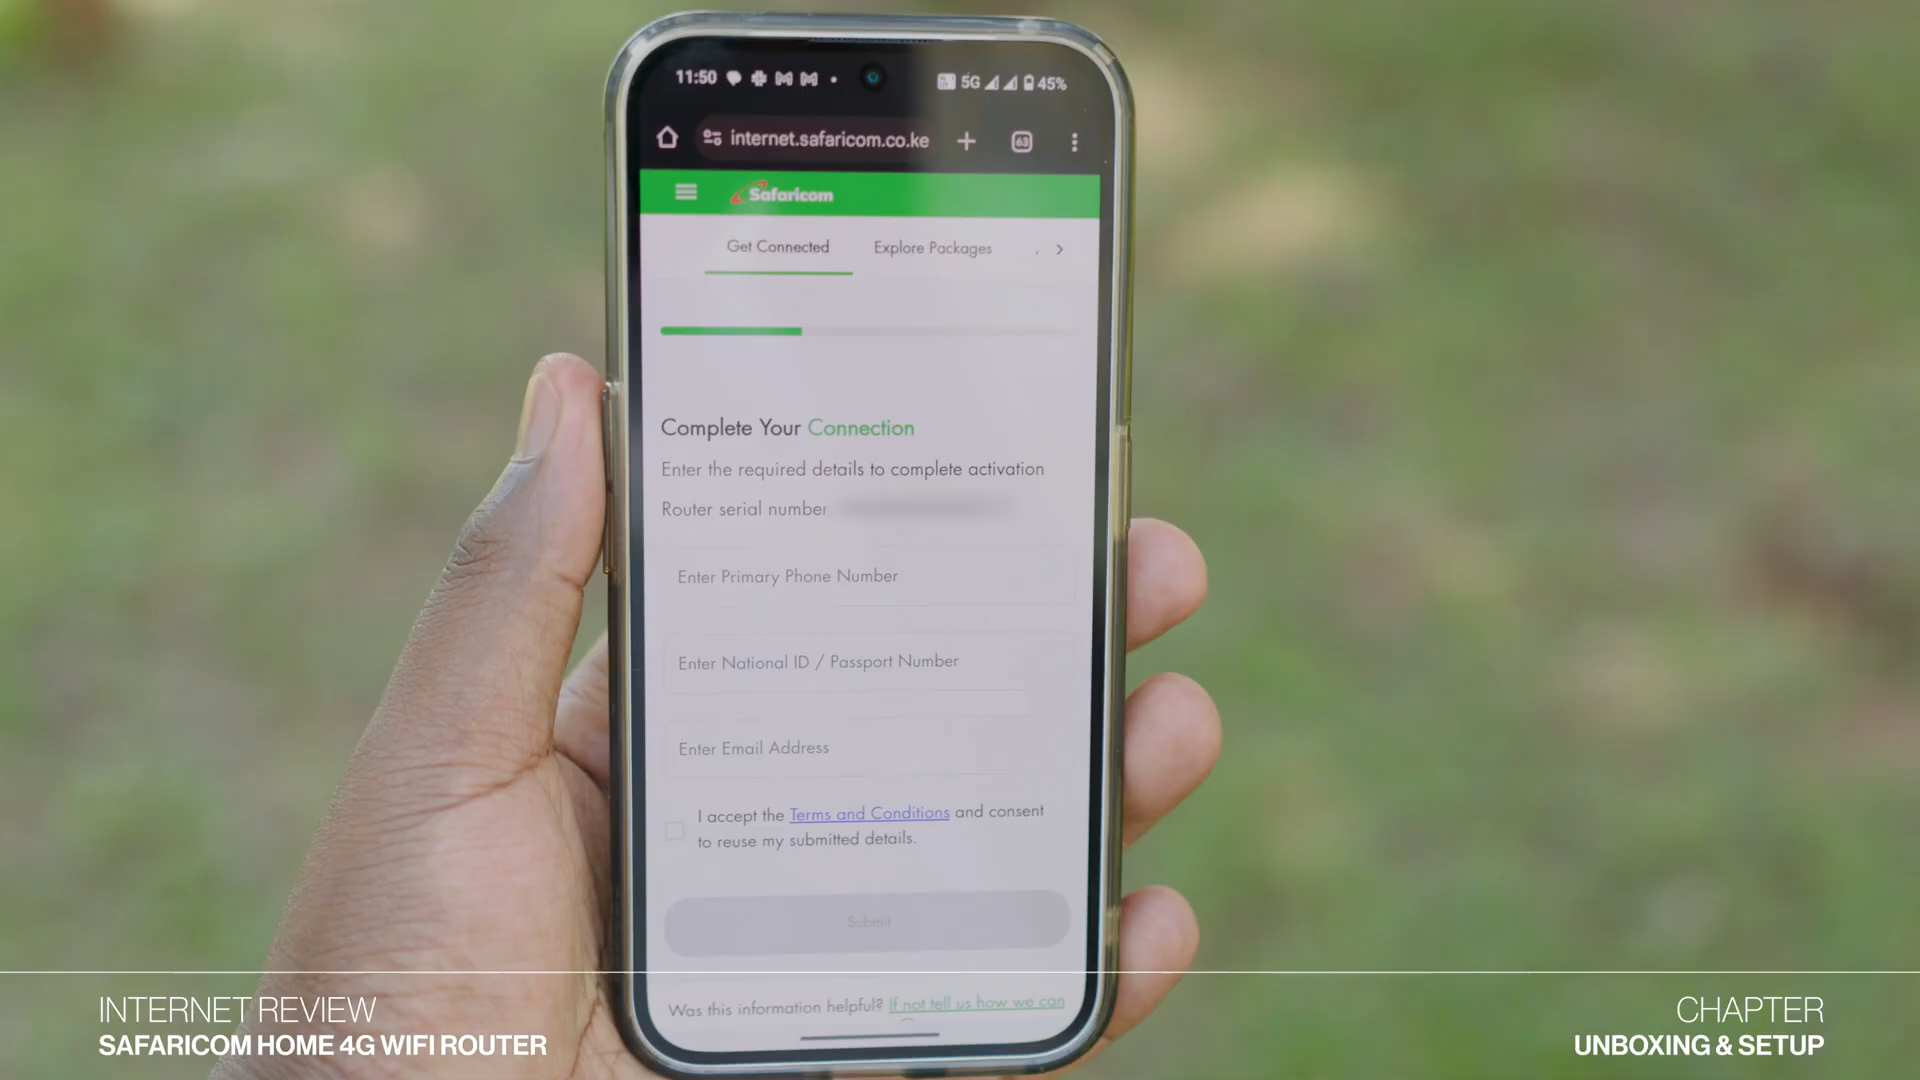 11:50
5G 45%
internet.safaricom.co.ke
63
Safaricom
Get Connected
Explore Packages
Complete Your Connection
Enter the required details to complete activation
Router serial number
Enter Primary Phone Number
Enter National ID / Passport Number
Enter Email Address
I accept the Terms and Conditions and consent
to reuse my submitted details.
Submit
Was this information helpful? If not tell us how we can
INTERNET REVIEW
SAFARICOM HOME 4G WIFI ROUTER
CHAPTER
UNBOXING & SETUP